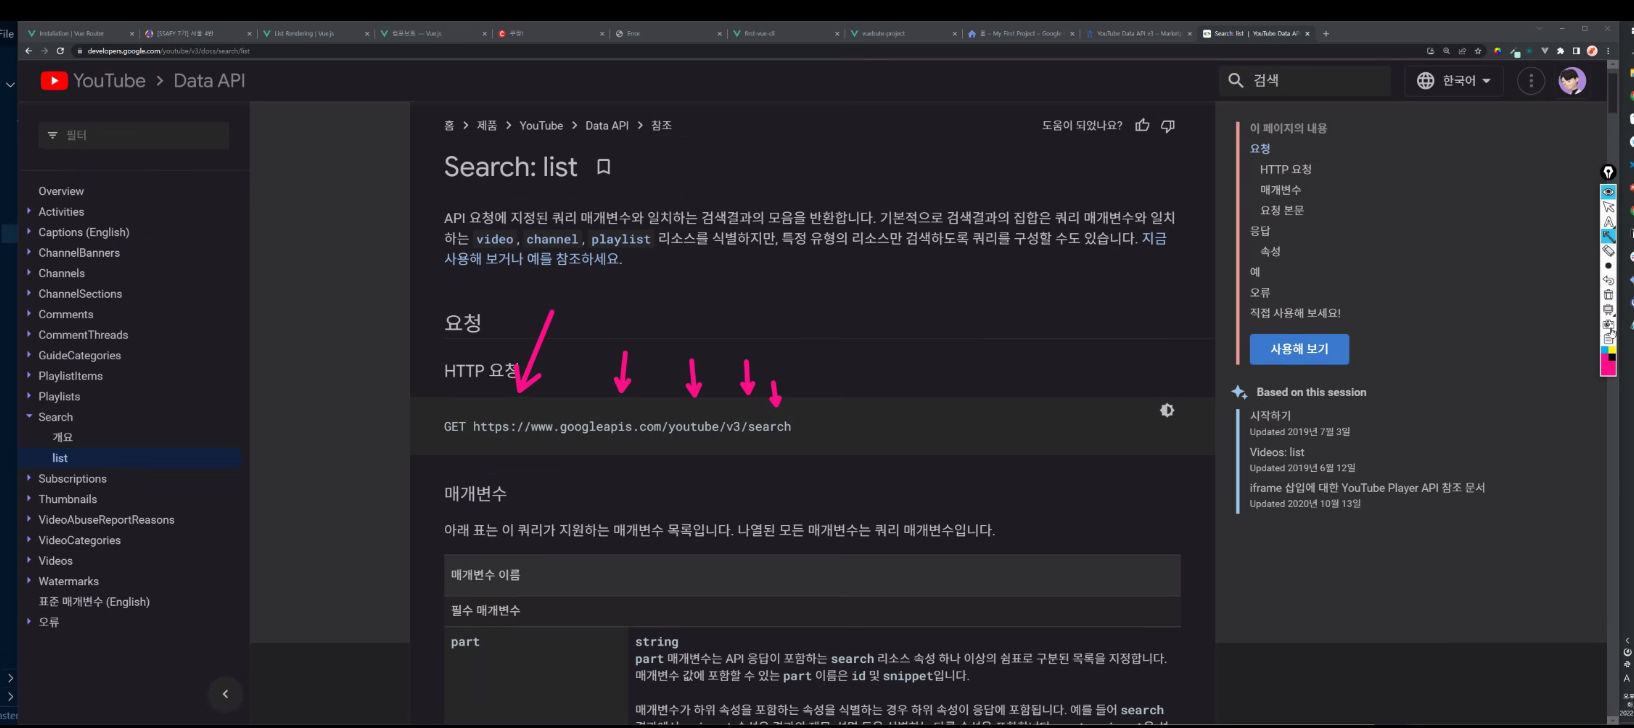 File
Installation | Vue Router
[SSAFY 7기] 서울 4반
List Rendering | Vue.js
컴포넌트 — Vue.js
쿠팡!
Error
first-vue-cli
vuetube-project
홈 – My First Project – Google
YouTube Data API v3 – Market
Search: list | YouTube Data AP
developers.google.com/youtube/v3/docs/search/list
YouTube > Data API
검색
한국어
필터
Overview
Activities
Captions (English)
ChannelBanners
Channels
ChannelSections
Comments
CommentThreads
GuideCategories
PlaylistItems
Playlists
Search
개요
list
Subscriptions
Thumbnails
VideoAbuseReportReasons
VideoCategories
Videos
Watermarks
표준 매개변수 (English)
오류
홈 > 제품 > YouTube > Data API > 참조
도움이 되었나요?
Search: list
API 요청에 지정된 쿼리 매개변수와 일치하는 검색결과의 모음을 반환합니다. 기본적으로 검색결과의 집합은 쿼리 매개변수와 일치
하는 video, channel, playlist 리소스를 식별하지만, 특정 유형의 리소스만 검색하도록 쿼리를 구성할 수도 있습니다. 지금
사용해 보거나 예를 참조하세요.
요청
HTTP 요청
GET https://www.googleapis.com/youtube/v3/search
매개변수
아래 표는 이 쿼리가 지원하는 매개변수 목록입니다. 나열된 모든 매개변수는 쿼리 매개변수입니다.
매개변수 이름
필수 매개변수
part
string
part 매개변수는 API 응답이 포함하는 search 리소스 속성 하나 이상의 쉼표로 구분된 목록을 지정합니다.
매개변수 값에 포함할 수 있는 part 이름은 id 및 snippet입니다.
매개변수가 하위 속성을 포함하는 속성을 식별하는 경우 하위 속성이 응답에 포함됩니다. 예를 들어 search
이 페이지의 내용
요청
HTTP 요청
매개변수
요청 본문
응답
속성
예
오류
직접 사용해 보세요!
사용해 보기
Based on this session
시작하기
Updated 2019년 7월 3일
Videos: list
Updated 2019년 6월 12일
iframe 삽입에 대한 YouTube Player API 참조 문서
Updated 2020년 10월 13일